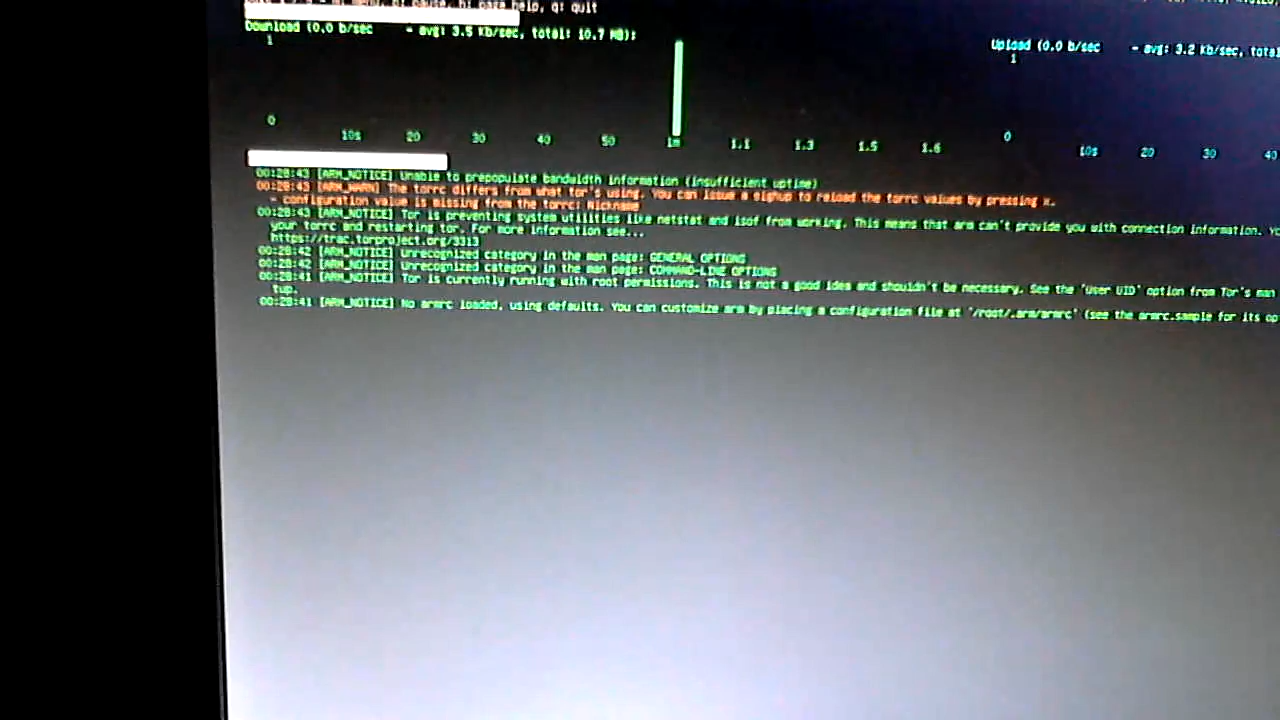 page 1 / 5 - m: menu, p: pause, h: page help, q: quit
Download (0.0 b/sec - avg: 3.5 Kb/sec, total: 10.7 MB): Upload (0.0 b/sec - avg: 3.2 Kb/sec, total
1 1
0 0
10s 20 30 40 50 1m 1.1 1.3 1.5 1.6 10s 20 30 40
00:28:43 [ARM_NOTICE] Unable to prepopulate bandwidth information (insufficient uptime)
00:28:43 [ARM_WARN] The torrc differs from what tor's using. You can issue a sighup to reload the torrc values by pressing x.
- configuration value is missing from the torrc: Nickname
00:28:43 [ARM_NOTICE] Tor is preventing system utilities like netstat and lsof from working. This means that arm can't provide you with connection information. Yo
your torrc and restarting tor. For more information see...
https://trac.torproject.org/3313
00:28:42 [ARM_NOTICE] Unrecognized category in the man page: GENERAL OPTIONS
00:28:42 [ARM_NOTICE] Unrecognized category in the man page: COMMAND-LINE OPTIONS
00:28:41 [ARM_NOTICE] Tor is currently running with root permissions. This is not a good idea and shouldn't be necessary. See the 'User UID' option from Tor's man
tup.
00:28:41 [ARM_NOTICE] No armrc loaded, using defaults. You can customize arm by placing a configuration file at '/root/.arm/armrc' (see the armrc.sample for its op